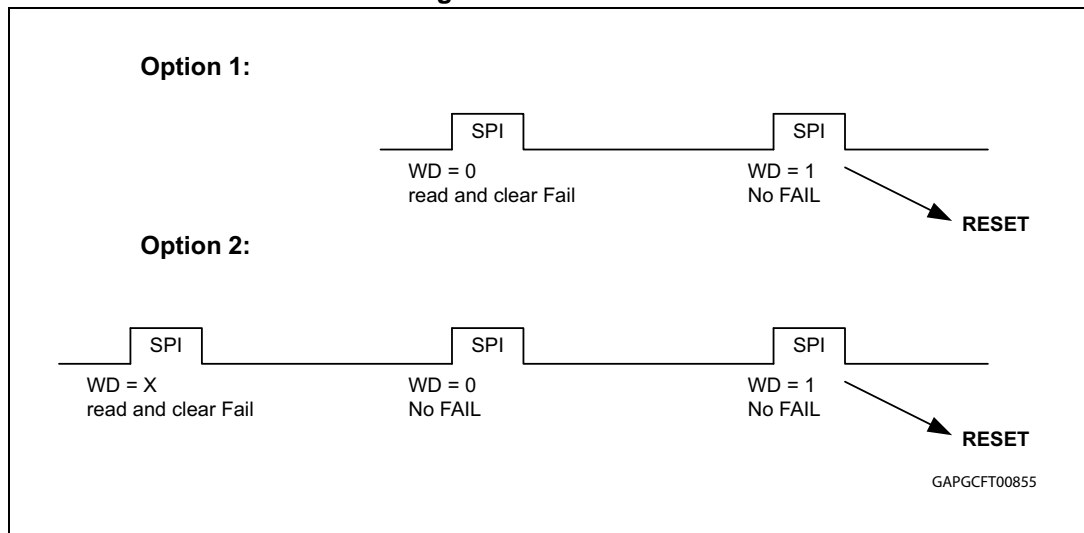 Option 1:
SPI SPI
WD = 0 WD = 1
read and clear Fail No FAIL
RESET
Option 2:
SPI SPI SPI
WD = X WD = 0 WD = 1
read and clear Fail No FAIL No FAIL
RESET
GAPGCFT00855